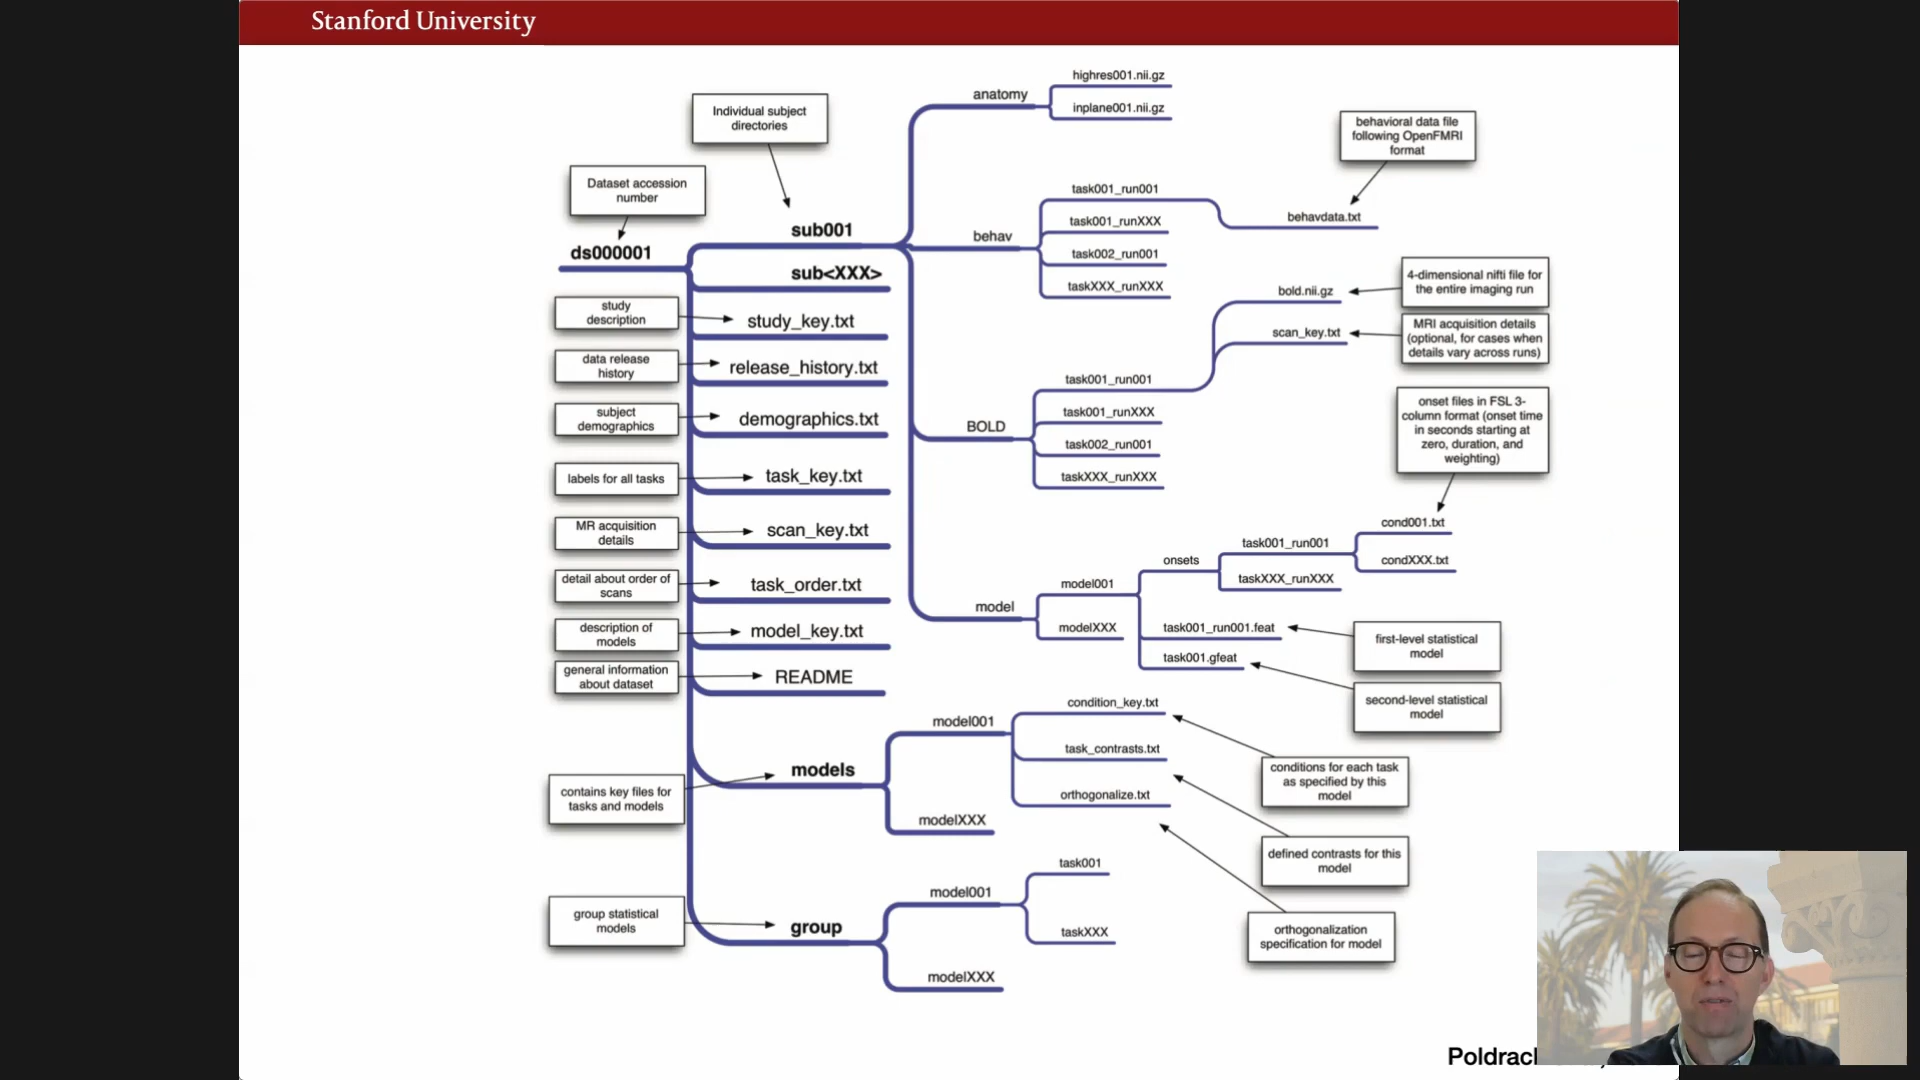 Stanford University
highres001.nii.gz
anatomy
inplane001.nii.gz
Individual subject
directories
behavioral data file
following OpenFMRI
format
Dataset accession
number
task001_run001
behavdata.txt
task001_runXXX
sub001
behav
ds000001
task002_run001
sub<XXX>
taskXXX_runXXX
4-dimensional nifti file for
the entire imaging run
bold.nii.gz
study
description
study_key.txt
scan_key.txt
MRI acquisition details
(optional, for cases when
details vary across runs)
data release
history
release_history.txt
task001_run001
subject
demographics
demographics.txt
task001_runXXX
BOLD
task002_run001
onset files in FSL 3-
column format (onset time
in seconds starting at
zero, duration, and
weighting)
labels for all tasks
task_key.txt
taskXXX_runXXX
MR acquisition
details
scan_key.txt
cond001.txt
task001_run001
onsets
condXXX.txt
detail about order of
scans
task_order.txt
model001
taskXXX_runXXX
model
description of
models
model_key.txt
modelXXX
task001_run001.feat
first-level statistical
model
task001.gfeat
general information
about dataset
README
second-level statistical
model
condition_key.txt
model001
task_contrasts.txt
conditions for each task
as specified by this
model
contains key files for
tasks and models
models
orthogonalize.txt
modelXXX
defined contrasts for this
model
task001
model001
group statistical
models
group
taskXXX
orthogonalization
specification for model
modelXXX